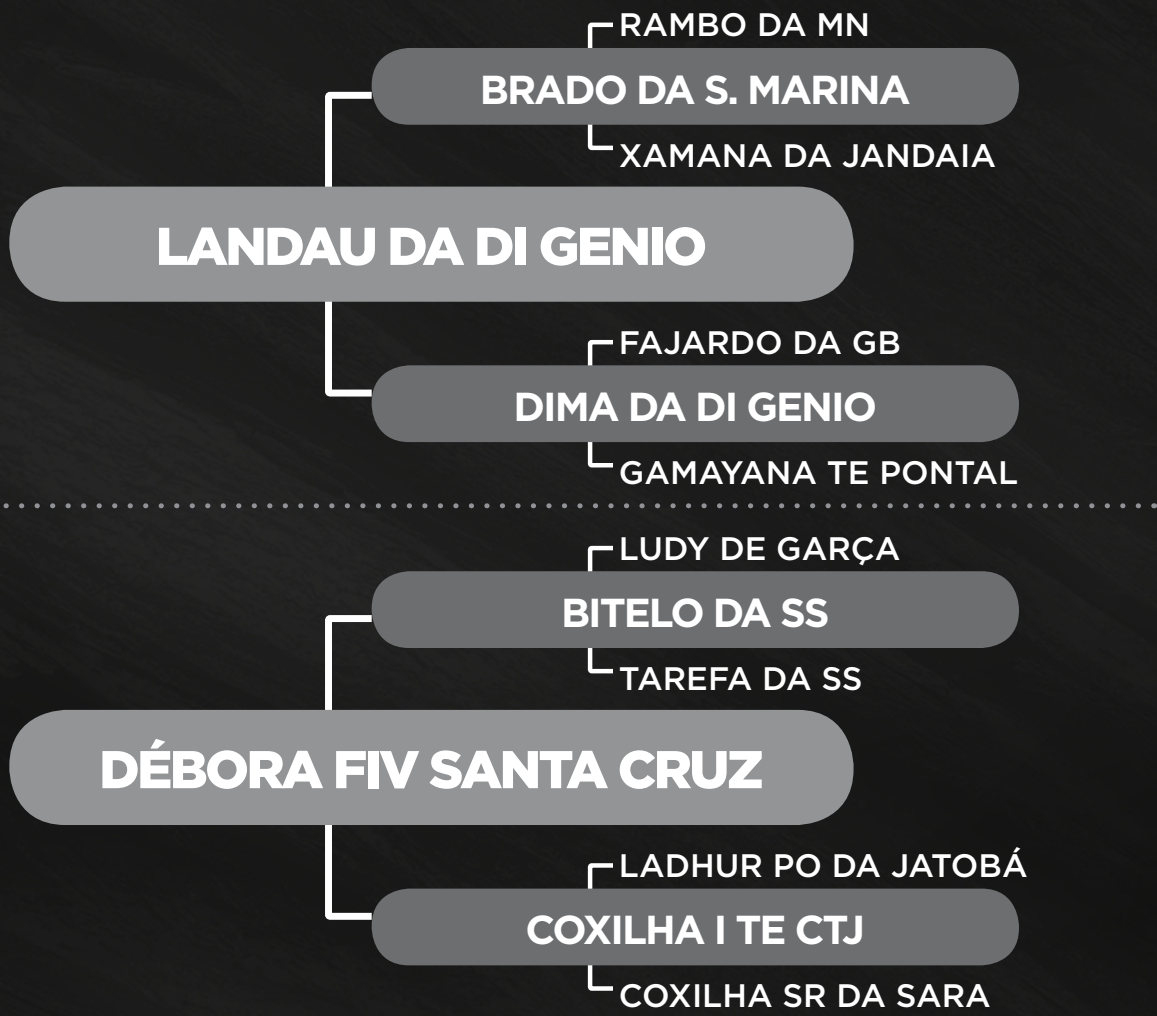 RAMBO DA MN
BRADO DA S. MARINA
XAMANA DA JANDAIA
LANDAU DA DI GENIO
FAJARDO DA GB
DIMA DA DI GENIO
GAMAYANA TE PONTAL
LUDY DE GARÇA
BITELO DA SS
TAREFA DA SS
DÉBORA FIV SANTA CRUZ
LADHUR PO DA JATOBÁ
COXILHA I TE CTJ
COXILHA SR DA SARA